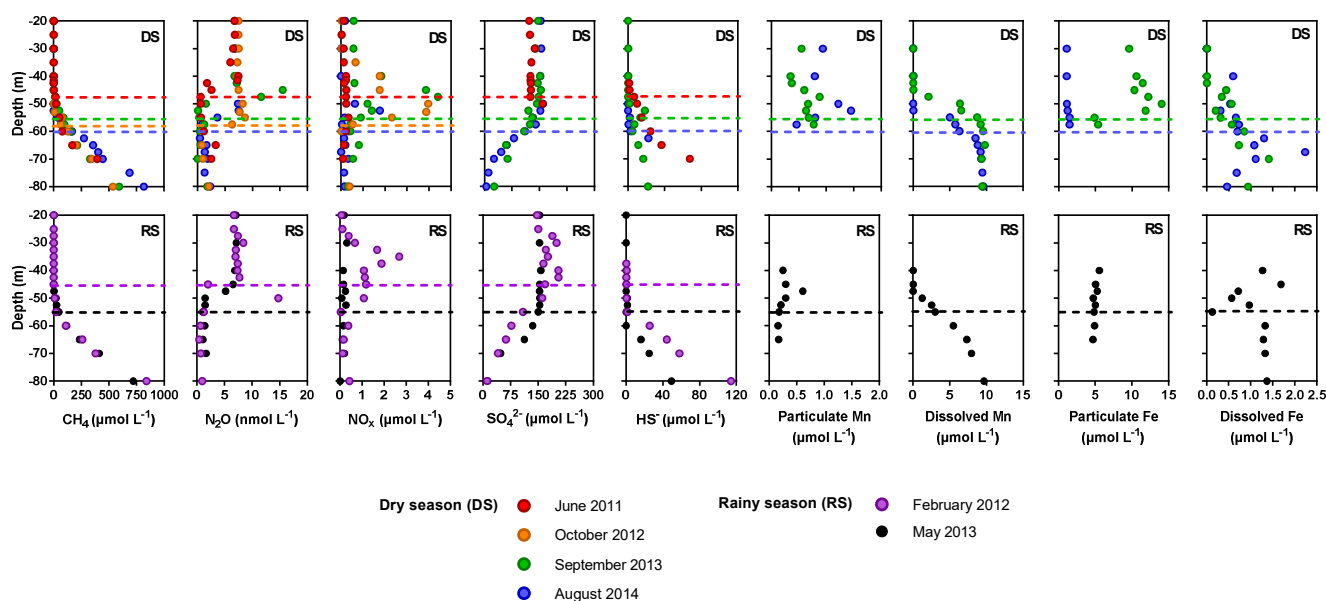 DS DS DS DS DS DS DS DS DS
-20
-30
-40
-50
-60
-70
-80
Depth (m)
RS RS RS RS RS RS RS RS RS
-20
-30
-40
-50
-60
-70
-80
Depth (m)
0 250 500 750 1000
0 5 10 15 20
0 1 2 3 4 5
0 75 150 225 300
0 24 48 72 96 120
0.0 0.5 1.0 1.5 2.0
0 5 10 15
0 5 10 15
0.0 0.5 1.0 1.5 2.0 2.5
CH₄ (µmol L⁻¹)
N₂O (nmol L⁻¹)
NOₓ (µmol L⁻¹)
SO₄²⁻ (µmol L⁻¹)
HS⁻ (µmol L⁻¹)
Particulate Mn
(µmol L⁻¹)
Dissolved Mn
(µmol L⁻¹)
Particulate Fe
(µmol L⁻¹)
Dissolved Fe
(µmol L⁻¹)
Dry season (DS)
June 2011
October 2012
September 2013
August 2014
Rainy season (RS)
February 2012
May 2013